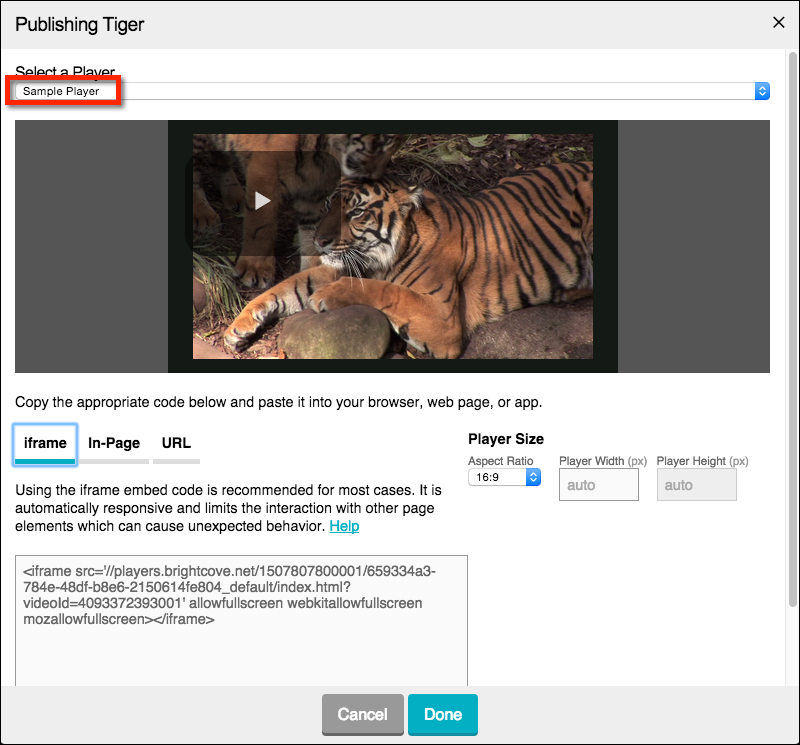 Publishing Tiger
Select a Player
Sample Player
Copy the appropriate code below and paste it into your browser, web page, or app.
iframe In-Page URL
Using the iframe embed code is recommended for most cases. It is
automatically responsive and limits the interaction with other page
elements which can cause unexpected behavior. Help
Player Size
Aspect Ratio Player Width (px) Player Height (px)
16:9 auto auto
<iframe src='//players.brightcove.net/1507807800001/659334a3-
784e-48df-b8e6-2150614fe804_default/index.html?
videoId=4093372393001' allowfullscreen webkitallowfullscreen
mozallowfullscreen></iframe>
Cancel Done